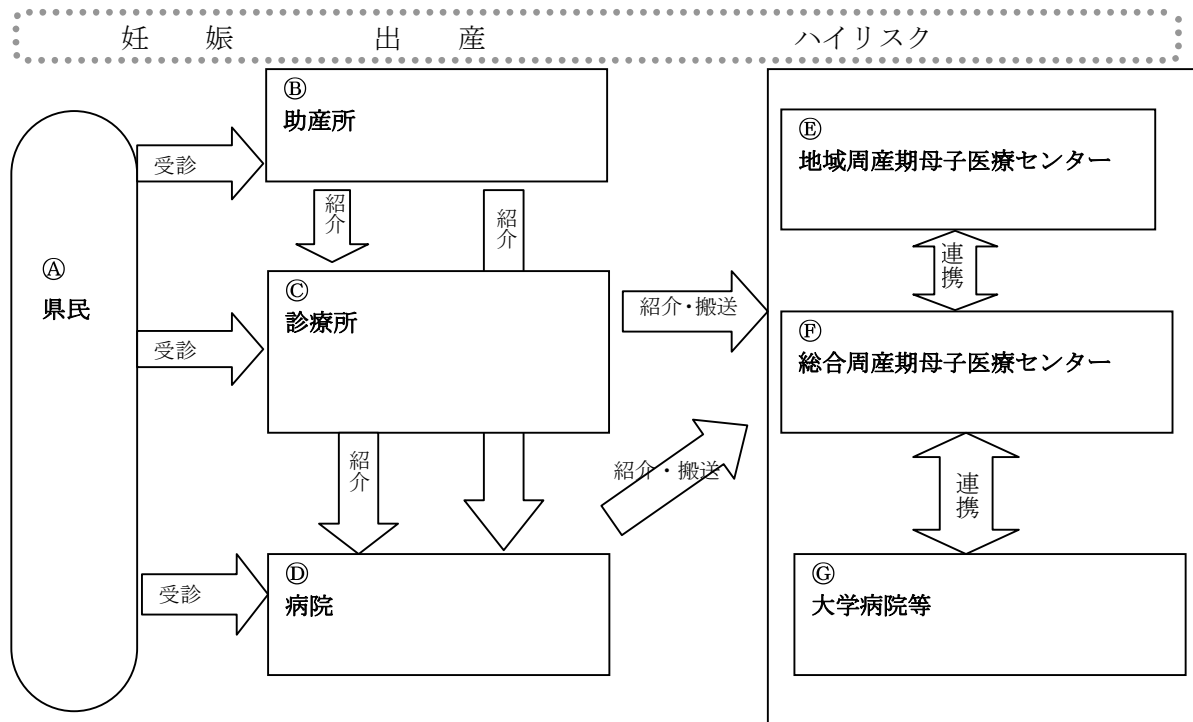 妊娠 出産 ハイリスク
Ⓐ
県民
受診
受診
受診
Ⓑ
助産所
紹介
紹介
Ⓒ
診療所
紹介
Ⓓ
病院
紹介・搬送
紹介・搬送
Ⓔ
地域周産期母子医療センター
連携
Ⓕ
総合周産期母子医療センター
連携
Ⓖ
大学病院等